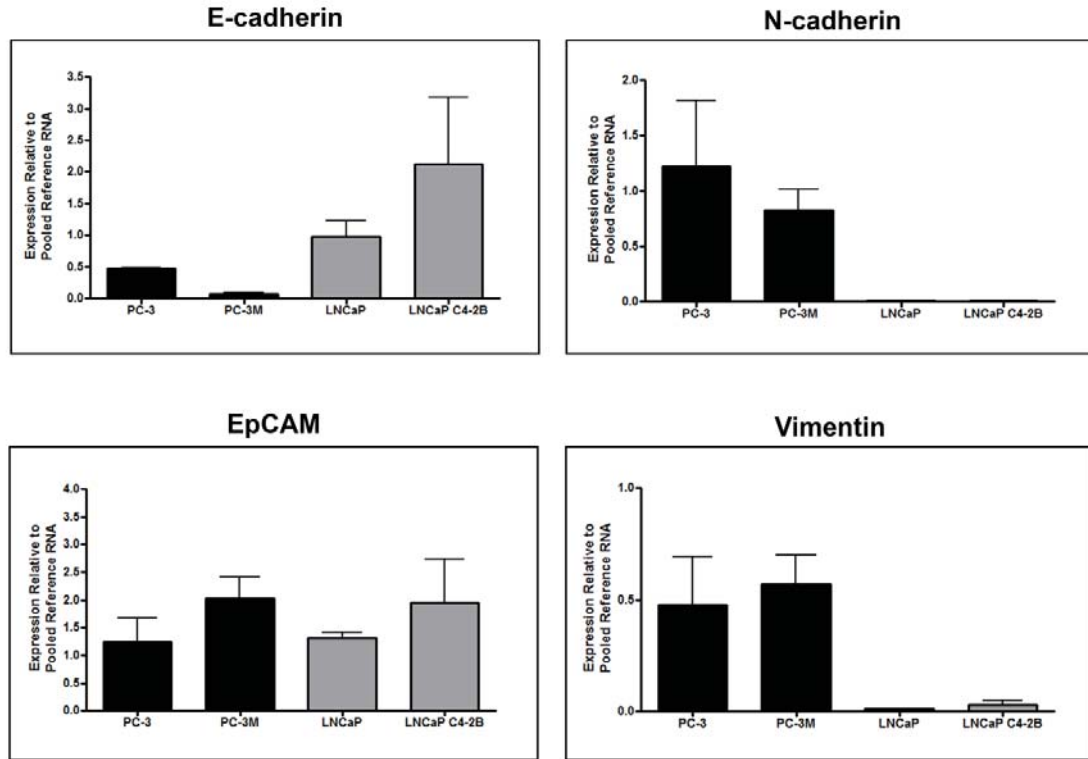 E-cadherin
Expression Relative to
Pooled Reference RNA
3.5
3.0
2.5
2.0
1.5
1.0
0.5
0.0
PC-3 PC-3M LNCaP LNCaP C4-2B
N-cadherin
Expression Relative to
Pooled Reference RNA
2.0
1.5
1.0
0.5
0.0
PC-3 PC-3M LNCaP LNCaP C4-2B
EpCAM
Expression Relative to
Pooled Reference RNA
4.0
3.5
3.0
2.5
2.0
1.5
1.0
0.5
0.0
PC-3 PC-3M LNCaP LNCaP C4-2B
Vimentin
Expression Relative to
Pooled Reference RNA
1.0
0.5
0.0
PC-3 PC-3M LNCaP LNCaP C4-2B